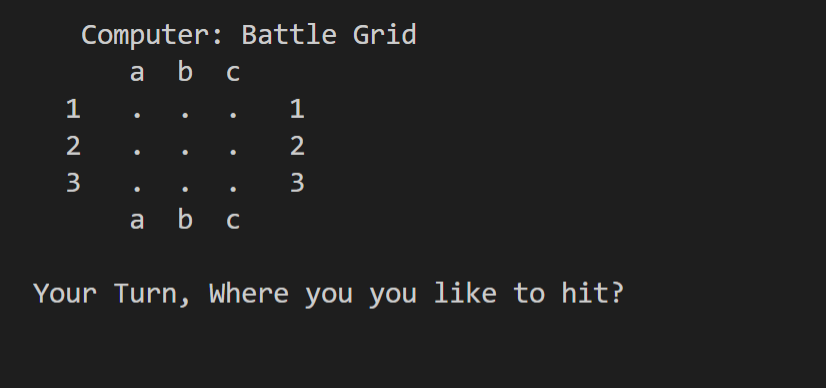 Computer: Battle Grid
a b c
1 . . . 1
2 . . . 2
3 . . . 3
a b c
Your Turn, Where you you like to hit?